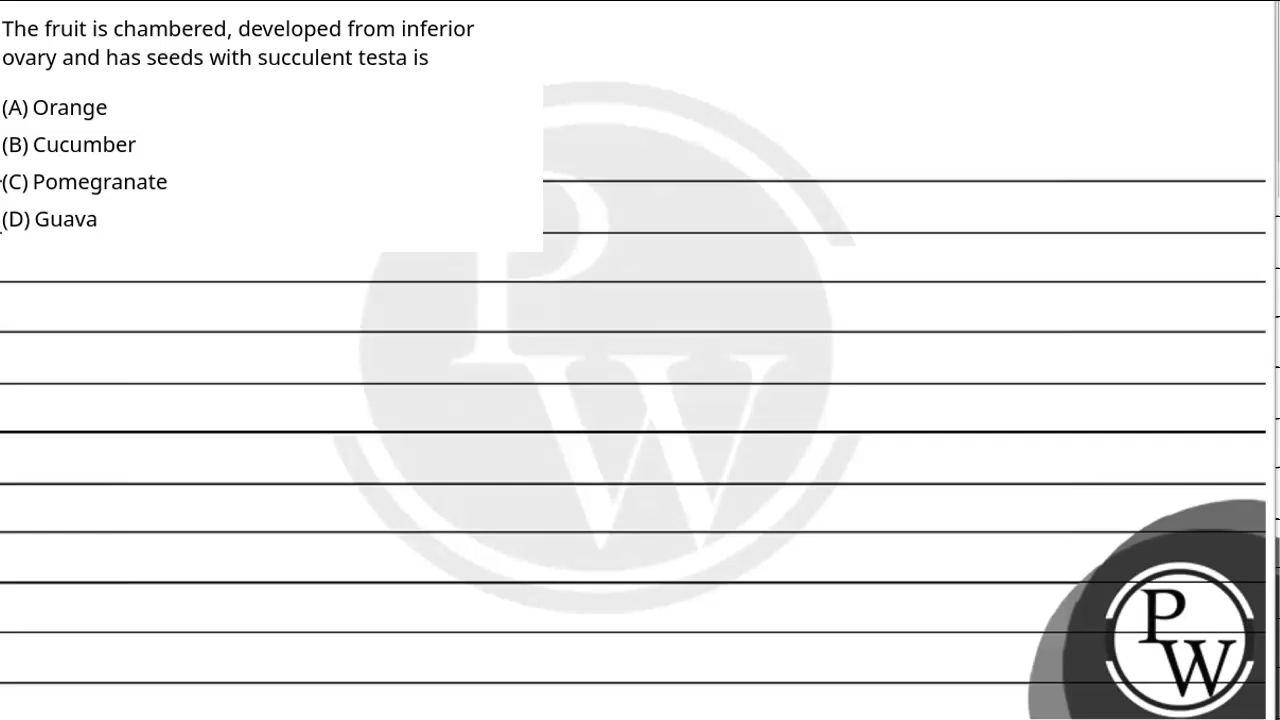 The fruit is chambered, developed from inferior
ovary and has seeds with succulent testa is
(A) Orange
(B) Cucumber
(C) Pomegranate
(D) Guava
P
W
P
W